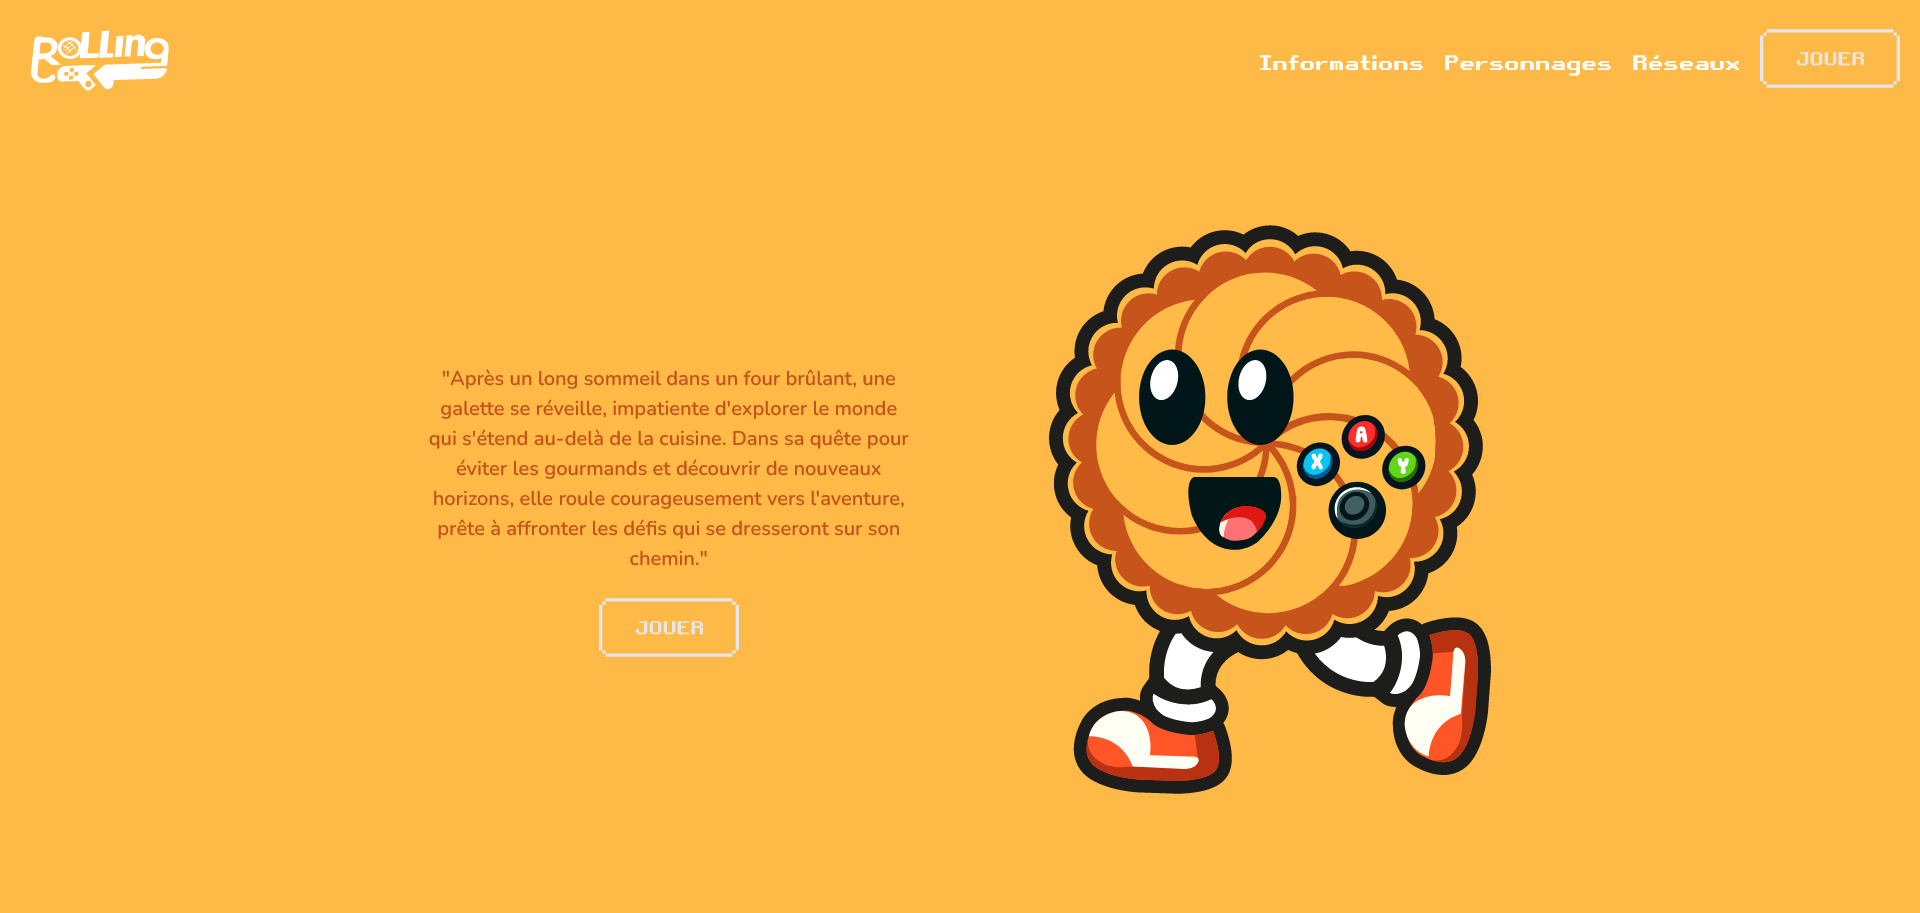 Rolling
Informations Personnages Réseaux JOUER
"Après un long sommeil dans un four brûlant, une
galette se réveille, impatiente d'explorer le monde
qui s'étend au-delà de la cuisine. Dans sa quête pour
éviter les gourmands et découvrir de nouveaux
horizons, elle roule courageusement vers l'aventure,
prête à affronter les défis qui se dresseront sur son
chemin."
JOUER
A
X
Y